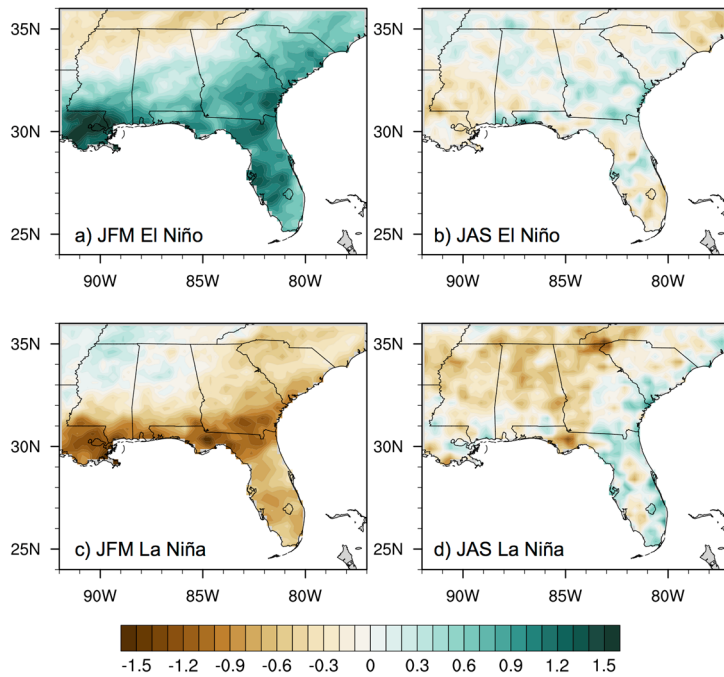 35N
30N
25N
a) JFM El Niño
90W 85W 80W
35N
30N
25N
b) JAS El Niño
90W 85W 80W
35N
30N
25N
c) JFM La Niña
90W 85W 80W
35N
30N
25N
d) JAS La Niña
90W 85W 80W
-1.5 -1.2 -0.9 -0.6 -0.3 0 0.3 0.6 0.9 1.2 1.5